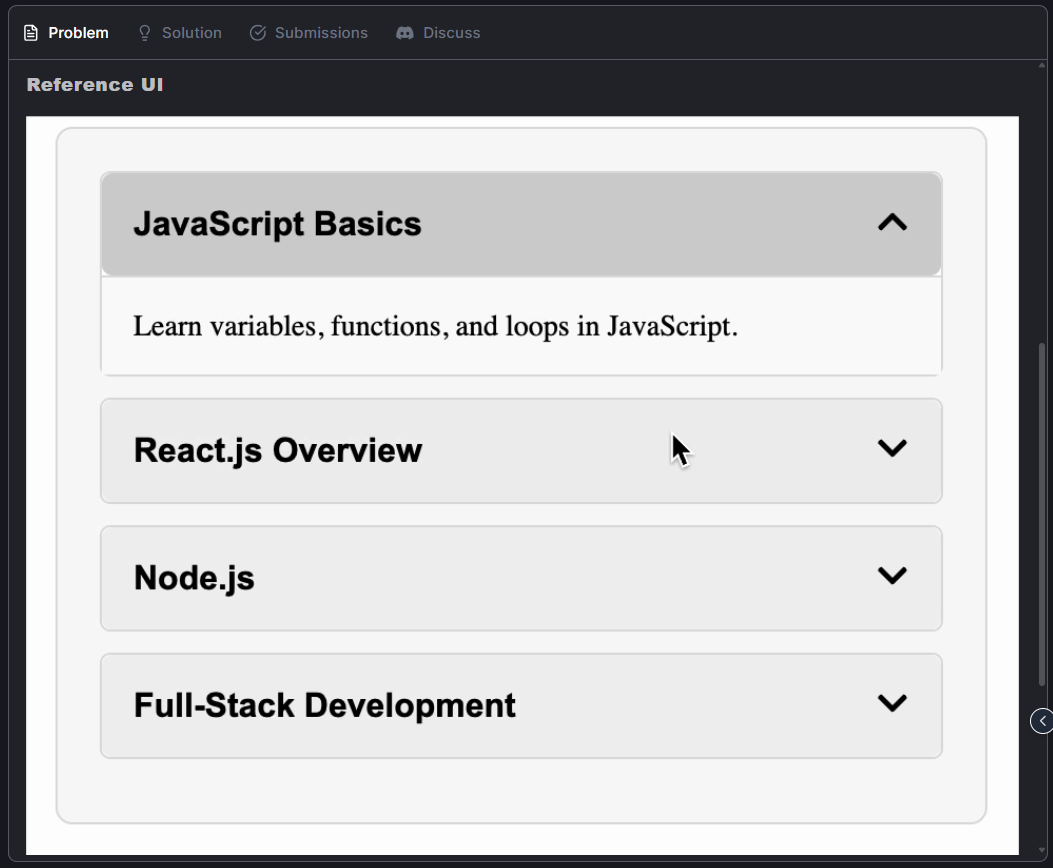 Problem Solution Submissions Discuss
Reference UI
JavaScript Basics
Learn variables, functions, and loops in JavaScript.
React.js Overview
Node.js
Full-Stack Development